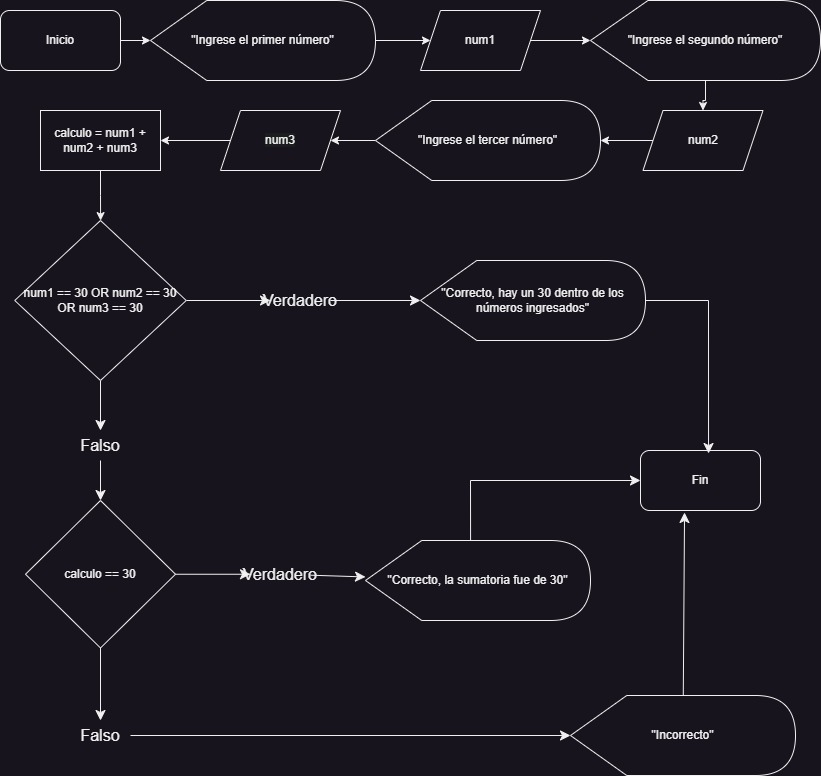 Inicio
"Ingrese el primer número"
num1
"Ingrese el segundo número"
calculo = num1 +
num2 + num3
num3
"Ingrese el tercer número"
num2
num1 == 30 OR num2 == 30
OR num3 == 30
Verdadero
"Correcto, hay un 30 dentro de los
números ingresados"
Falso
Fin
calculo == 30
Verdadero
"Correcto, la sumatoria fue de 30"
Falso
"Incorrecto"